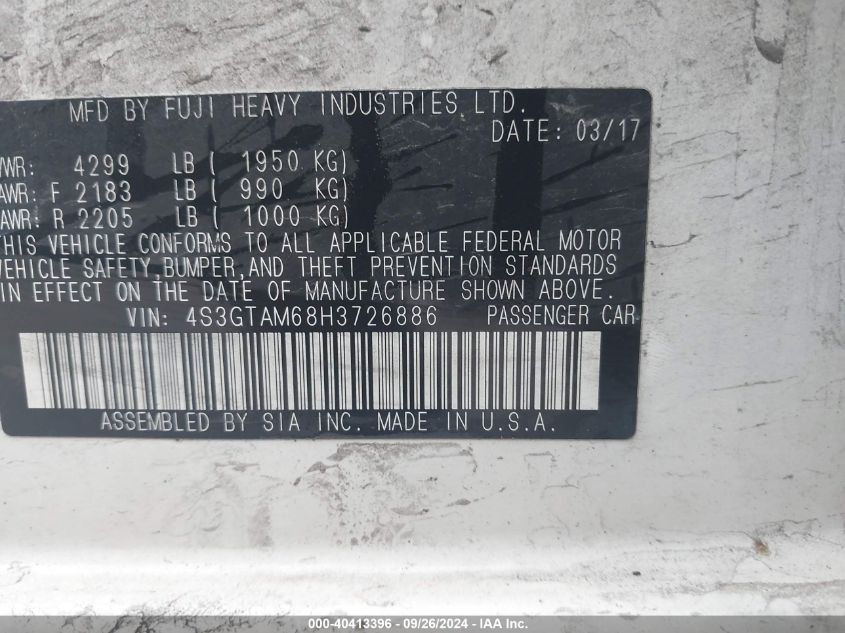 MFD BY FUJI HEAVY INDUSTRIES LTD.
DATE: 03/17
VWR: 4299 LB ( 1950 KG)
AWR: F 2183 LB ( 990 KG)
AWR: R 2205 LB ( 1000 KG)
THIS VEHICLE CONFORMS TO ALL APPLICABLE FEDERAL MOTOR
VEHICLE SAFETY,BUMPER,AND THEFT PREVENTION STANDARDS
IN EFFECT ON THE DATE OF MANUFACTURE SHOWN ABOVE.
VIN: 4S3GTAM68H3726886 PASSENGER CAR
ASSEMBLED BY SIA INC. MADE IN U.S.A.
000-40413396 - 09/26/2024 - IAA Inc.